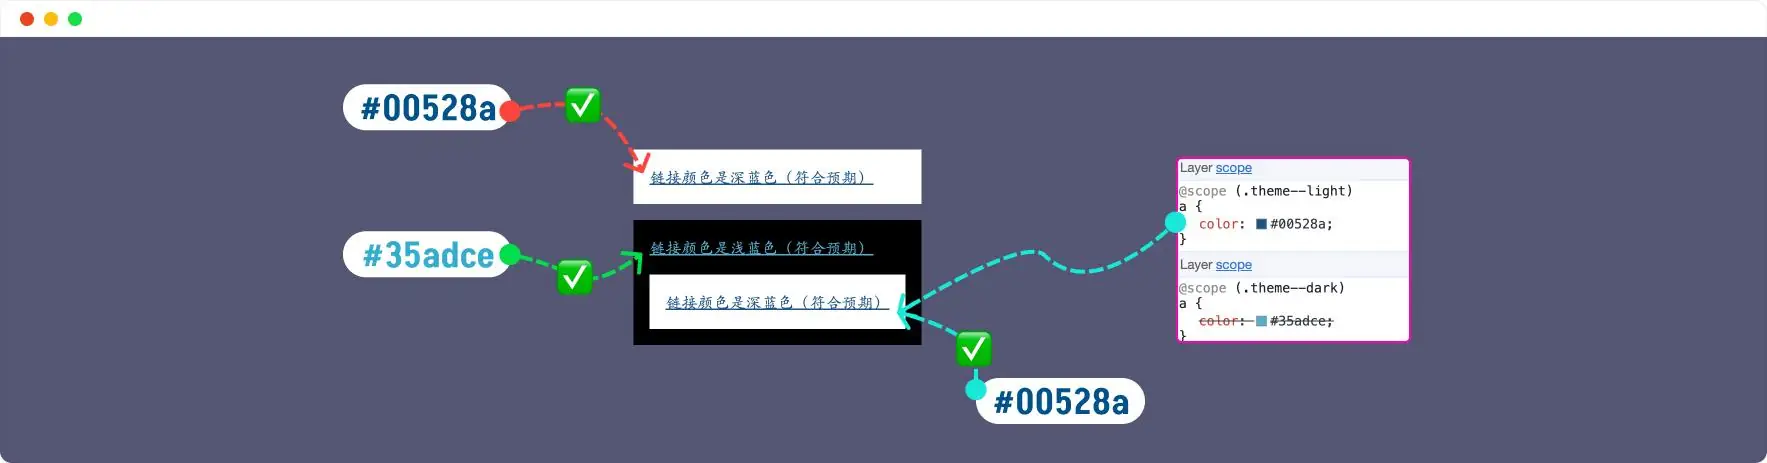 #00528a
链接颜色是深蓝色（符合预期）
#35adce
链接颜色是浅蓝色（符合预期）
链接颜色是深蓝色（符合预期）
#00528a
Layer scope
@scope (.theme--light)
a {
color: #00528a;
}
Layer scope
@scope (.theme--dark)
a {
color: #35adce;
}